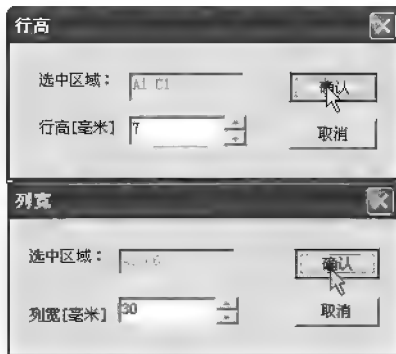 行高
选中区域： A1 C1
确认
行高[毫米] 7
取消
列宽
选中区域：
确认
列宽[毫米] 30
取消